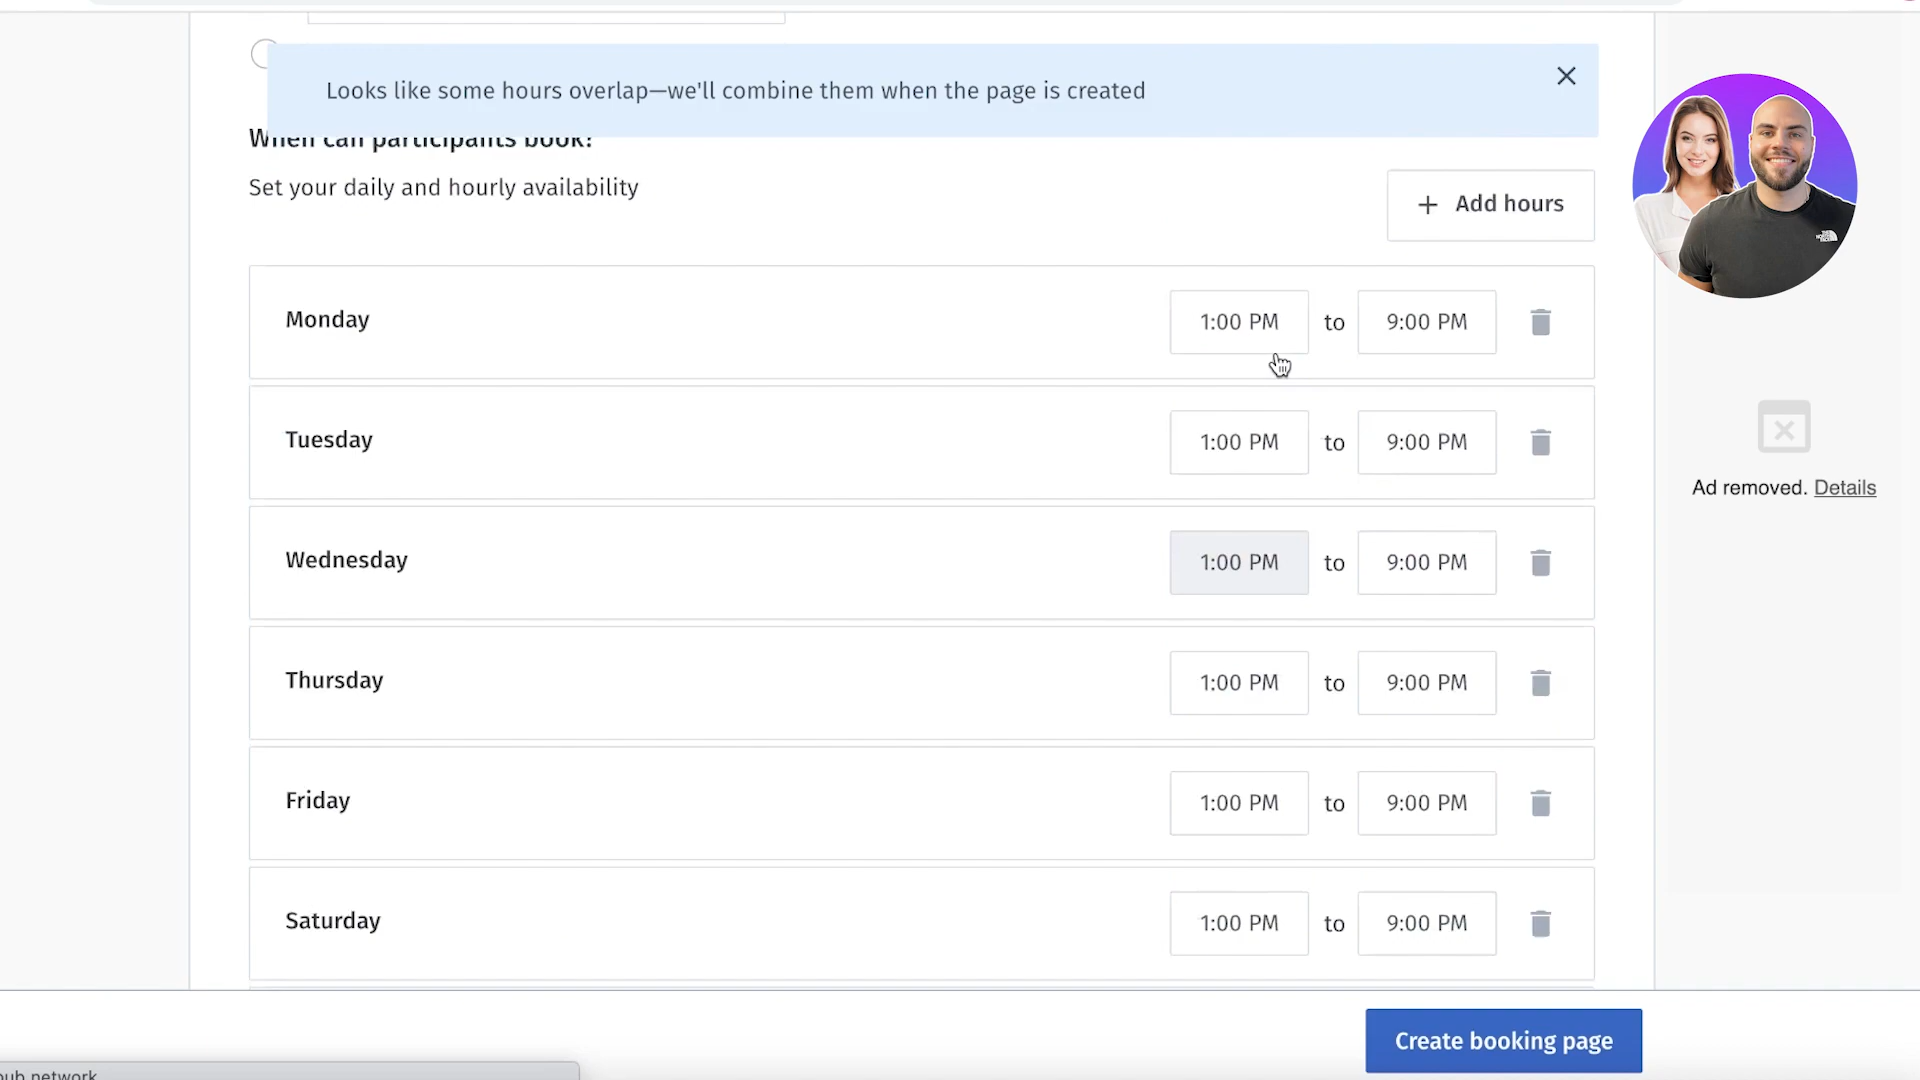 Looks like some hours overlap—we'll combine them when the page is created
When can participants book?
Set your daily and hourly availability
+ Add hours
Monday 1:00 PM to 9:00 PM
Tuesday 1:00 PM to 9:00 PM
Wednesday 1:00 PM to 9:00 PM
Thursday 1:00 PM to 9:00 PM
Friday 1:00 PM to 9:00 PM
Saturday 1:00 PM to 9:00 PM
Ad removed. Details
Create booking page
network